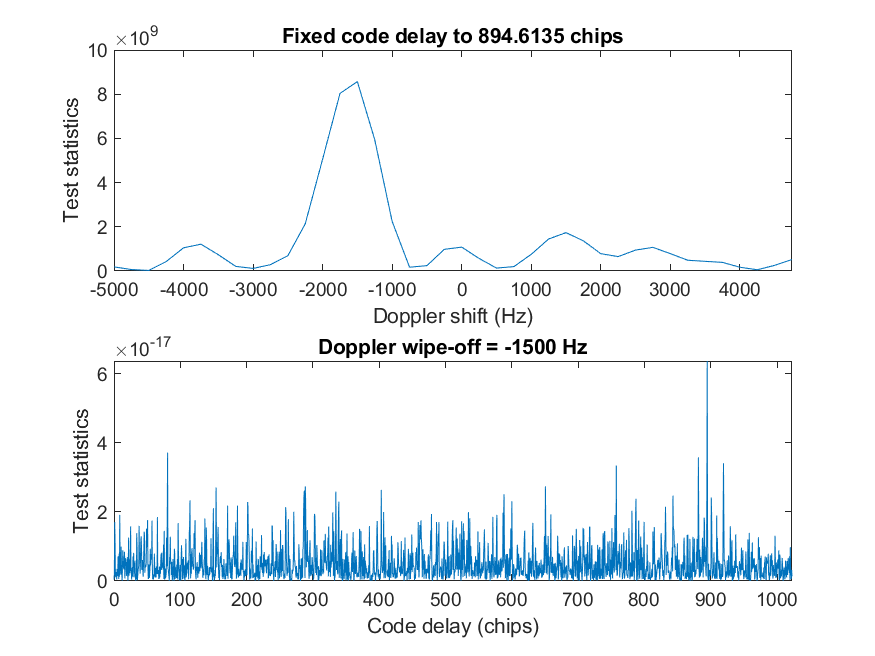 ×10^9
Fixed code delay to 894.6135 chips
Test statistics
10
8
6
4
2
0
-5000 -4000 -3000 -2000 -1000 0 1000 2000 3000 4000
Doppler shift (Hz)
×10^-17
Doppler wipe-off = -1500 Hz
Test statistics
6
4
2
0
0 100 200 300 400 500 600 700 800 900 1000
Code delay (chips)